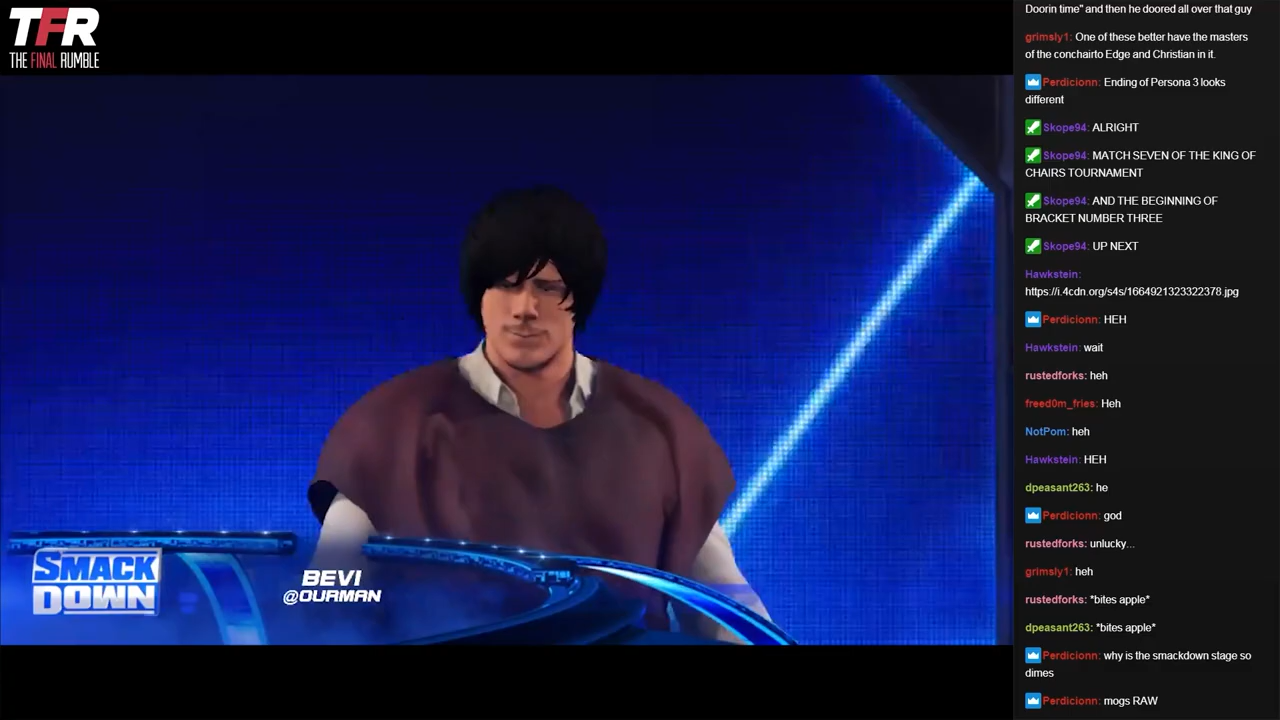 TFR
THE FINAL RUMBLE
SMACK
DOWN
BEVI
@OURMAN
Doorin time" and then he doored all over that guy
grimsly1: One of these better have the masters
of the conchairto Edge and Christian in it.
Perdicionn: Ending of Persona 3 looks
different
Skope94: ALRIGHT
Skope94: MATCH SEVEN OF THE KING OF
CHAIRS TOURNAMENT
Skope94: AND THE BEGINNING OF
BRACKET NUMBER THREE
Skope94: UP NEXT
Hawkstein:
https://i.4cdn.org/s4s/1664921323322378.jpg
Perdicionn: HEH
Hawkstein: wait
rustedforks: heh
freed0m_fries: Heh
NotPom: heh
Hawkstein: HEH
dpeasant263: he
Perdicionn: god
rustedforks: unlucky...
grimsly1: heh
rustedforks: *bites apple*
dpeasant263: *bites apple*
Perdicionn: why is the smackdown stage so
dimes
Perdicionn: mogs RAW